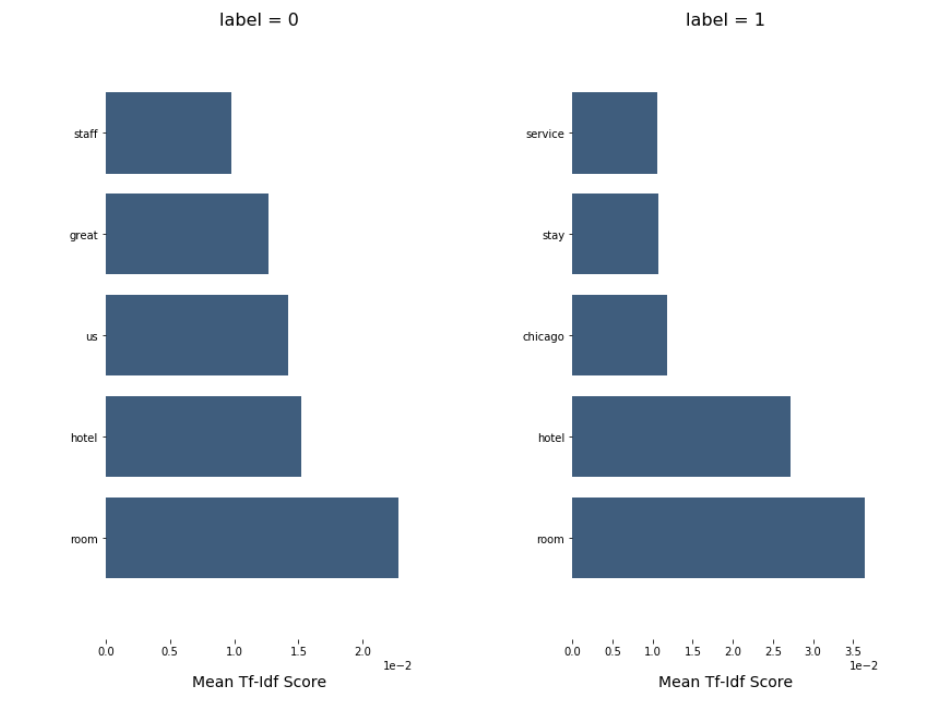 label = 0
staff
great
us
hotel
room
0.0 0.5 1.0 1.5 2.0
1e−2
Mean Tf-Idf Score
label = 1
service
stay
chicago
hotel
room
0.0 0.5 1.0 1.5 2.0 2.5 3.0 3.5
1e−2
Mean Tf-Idf Score